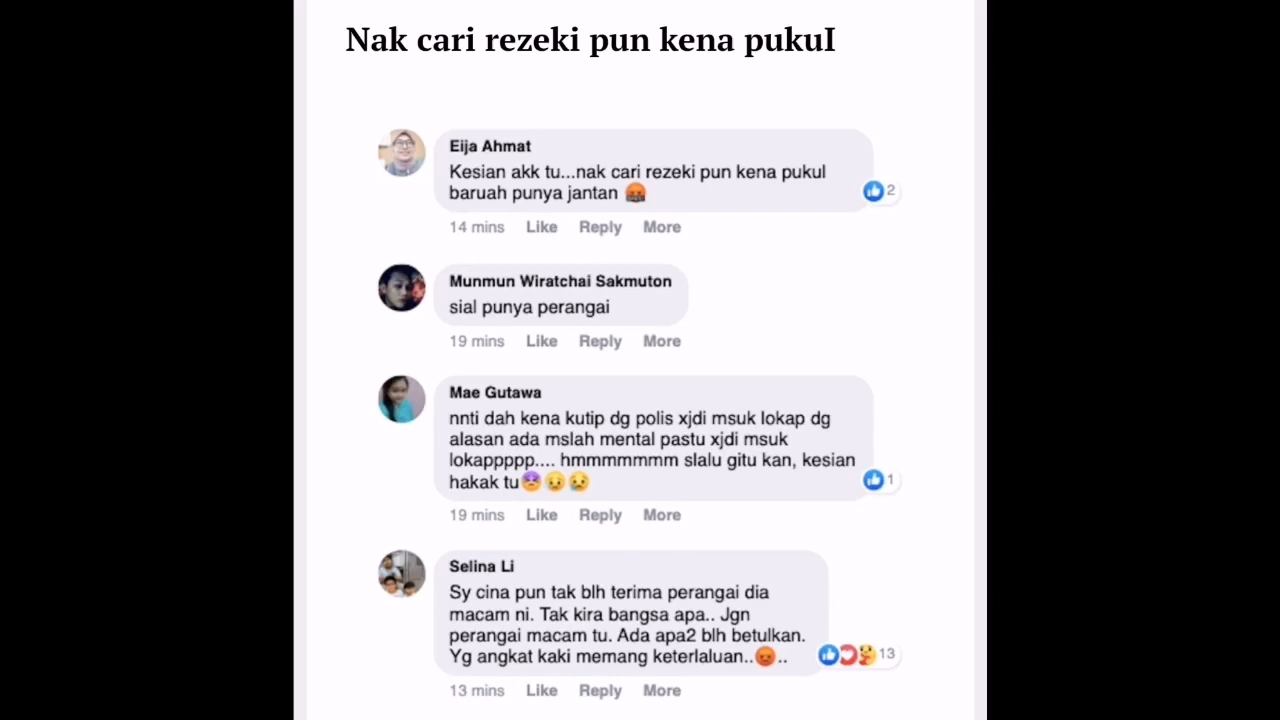 Nak cari rezeki pun kena pukuI
Eija Ahmat
Kesian akk tu...nak cari rezeki pun kena pukul
baruah punya jantan 🤬
2
14 mins Like Reply More
Munmun Wiratchai Sakmuton
sial punya perangai
19 mins Like Reply More
Mae Gutawa
nnti dah kena kutip dg polis xjdi msuk lokap dg
alasan ada mslah mental pastu xjdi msuk
lokappppp.... hmmmmmmm slalu gitu kan, kesian
hakak tu
1
19 mins Like Reply More
Selina Li
Sy cina pun tak blh terima perangai dia
macam ni. Tak kira bangsa apa.. Jgn
perangai macam tu. Ada apa2 blh betulkan.
Yg angkat kaki memang keterlaluan..😡..
13
13 mins Like Reply More